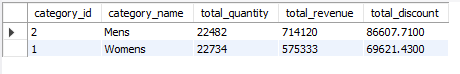 category_id category_name total_quantity total_revenue total_discount
2 Mens 22482 714120 86607.7100
1 Womens 22734 575333 69621.4300